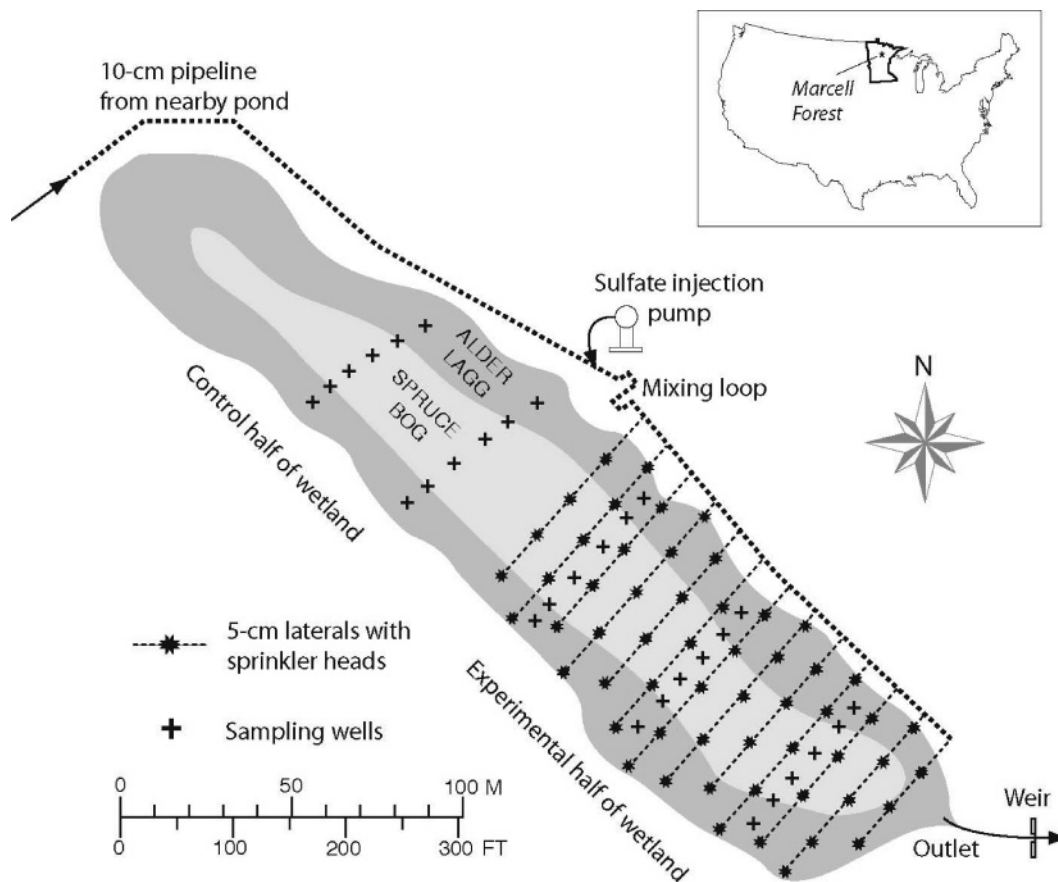 10-cm pipeline
from nearby pond
Marcell
Forest
Sulfate injection
pump
Mixing loop
N
ALDER
LAGG
SPRUCE
BOG
Control half of wetland
5-cm laterals with
sprinkler heads
Sampling wells
Experimental half of wetland
0 50 100 M
0 100 200 300 FT
Weir
Outlet